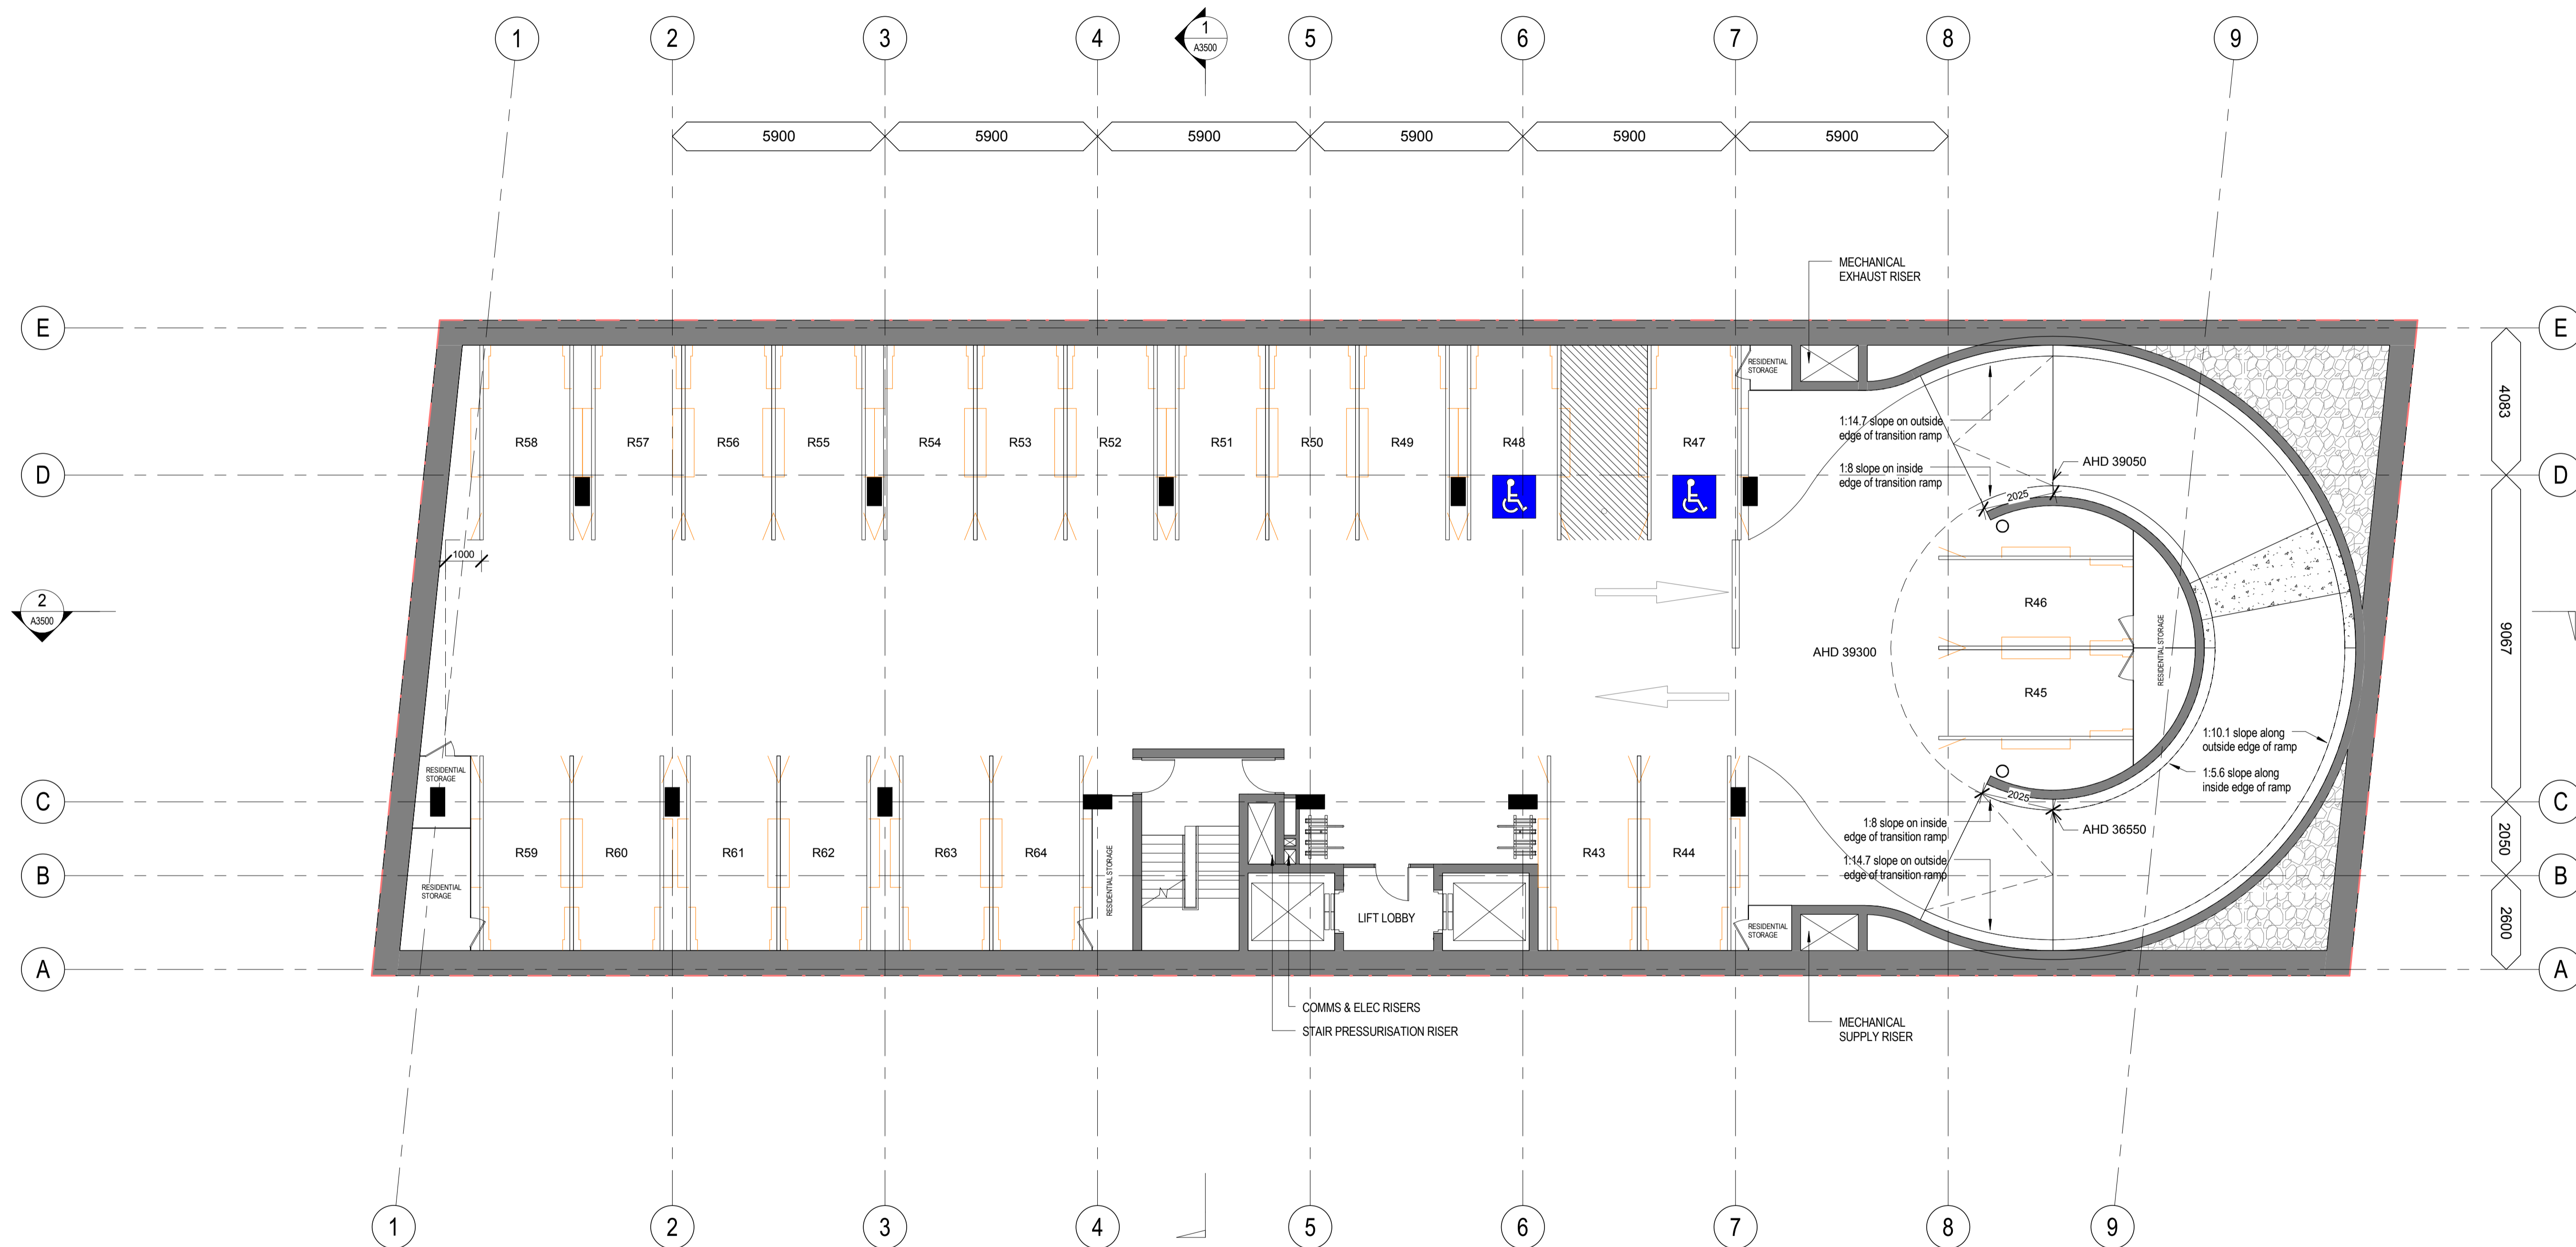 1
2
3
4
1
A3500
5
6
7
8
9
5900
5900
5900
5900
5900
5900
MECHANICAL
EXHAUST RISER
E
E
RESIDENTIAL
STORAGE
4083
R58
R57
R56
R55
R54
R53
R52
R51
R50
R49
R48
R47
1:14.7 slope on outside
edge of transition ramp
1:8 slope on inside
edge of transition ramp
AHD 39050
D
D
2025
1000
2
A3500
R46
RESIDENTIAL STORAGE
9067
AHD 39300
R45
1:10.1 slope along
outside edge of ramp
1:5.6 slope along
inside edge of ramp
RESIDENTIAL
STORAGE
C
C
2025
1:8 slope on inside
edge of transition ramp
AHD 36550
2050
R59
R60
R61
R62
R63
R64
R43
R44
1:14.7 slope on outside
edge of transition ramp
B
B
RESIDENTIAL
STORAGE
RESIDENTIAL STORAGE
LIFT LOBBY
2600
RESIDENTIAL
STORAGE
A
A
COMMS & ELEC RISERS
STAIR PRESSURISATION RISER
MECHANICAL
SUPPLY RISER
1
2
3
4
5
6
7
8
9